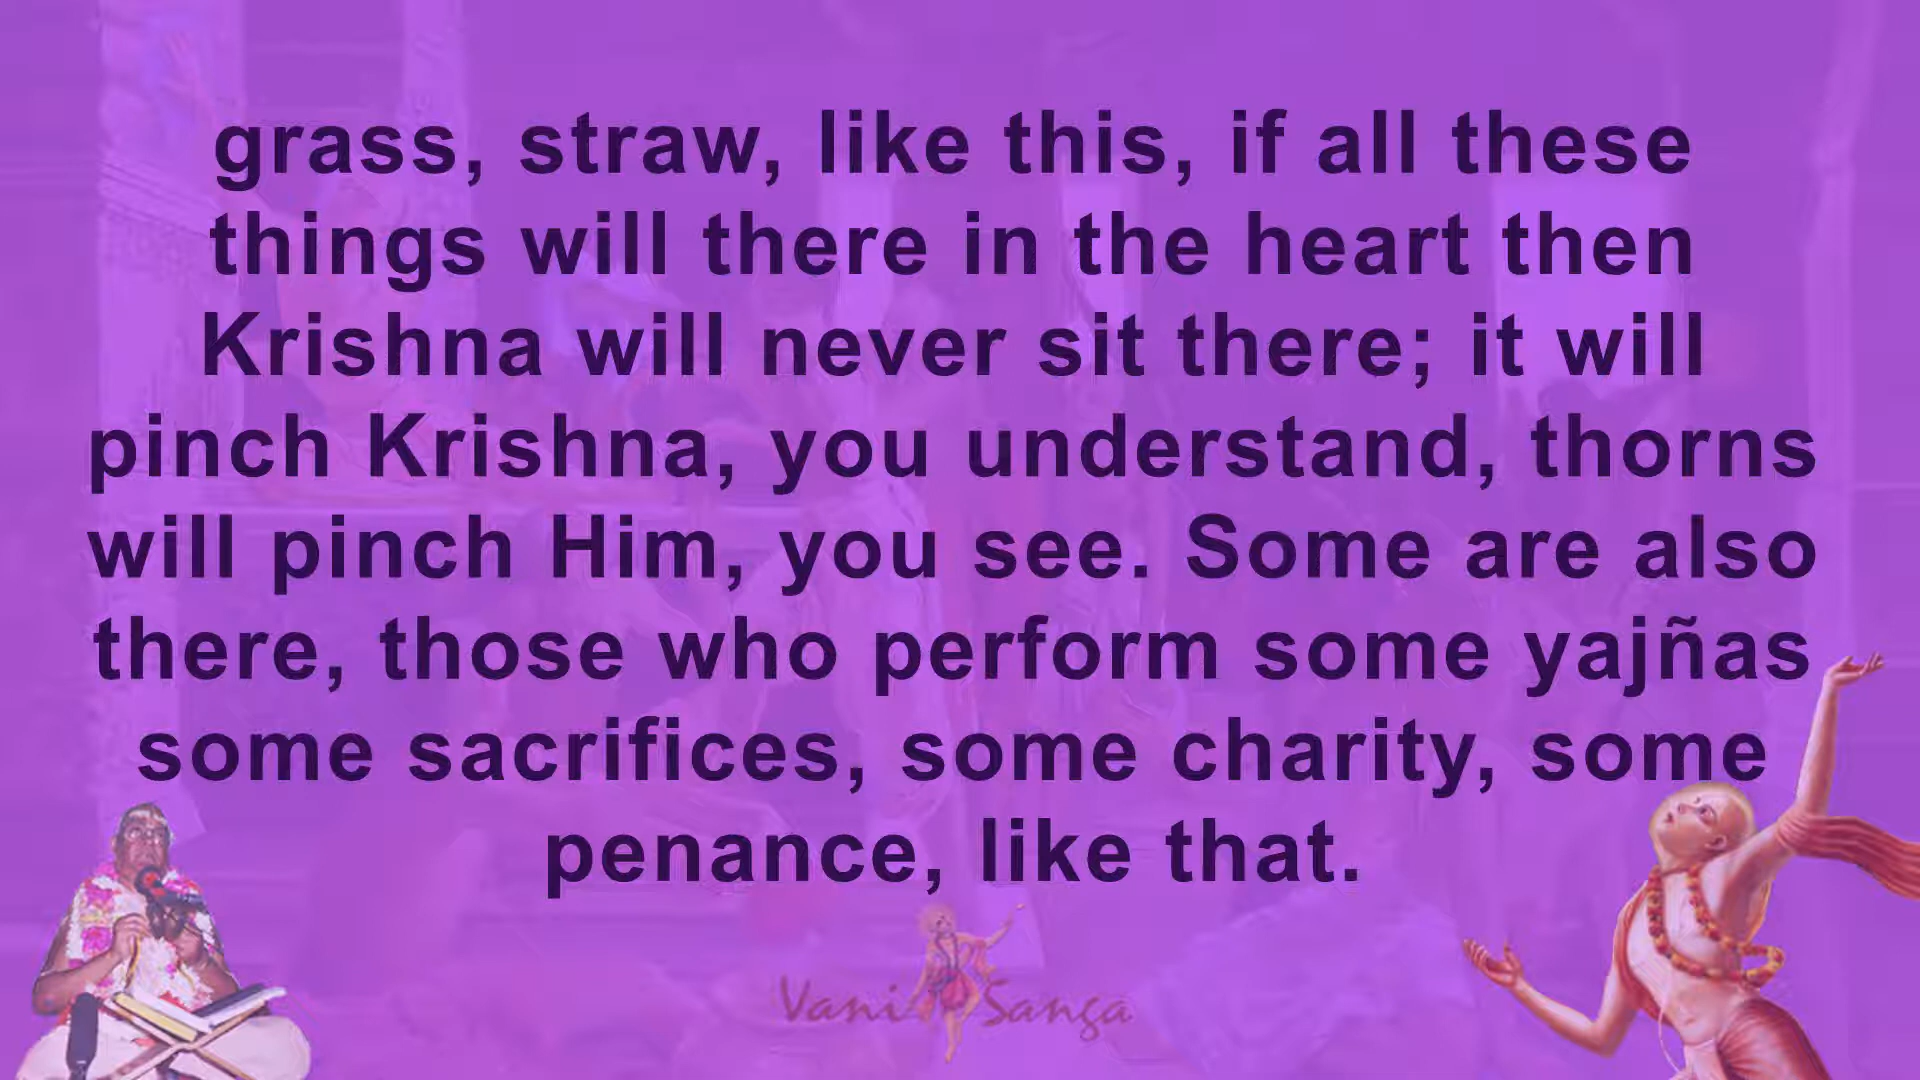 grass, straw, like this, if all these
things will there in the heart then
Krishna will never sit there; it will
pinch Krishna, you understand, thorns
will pinch Him, you see. Some are also
there, those who perform some yajñas
some sacrifices, some charity, some
penance, like that.
Vani Sanga